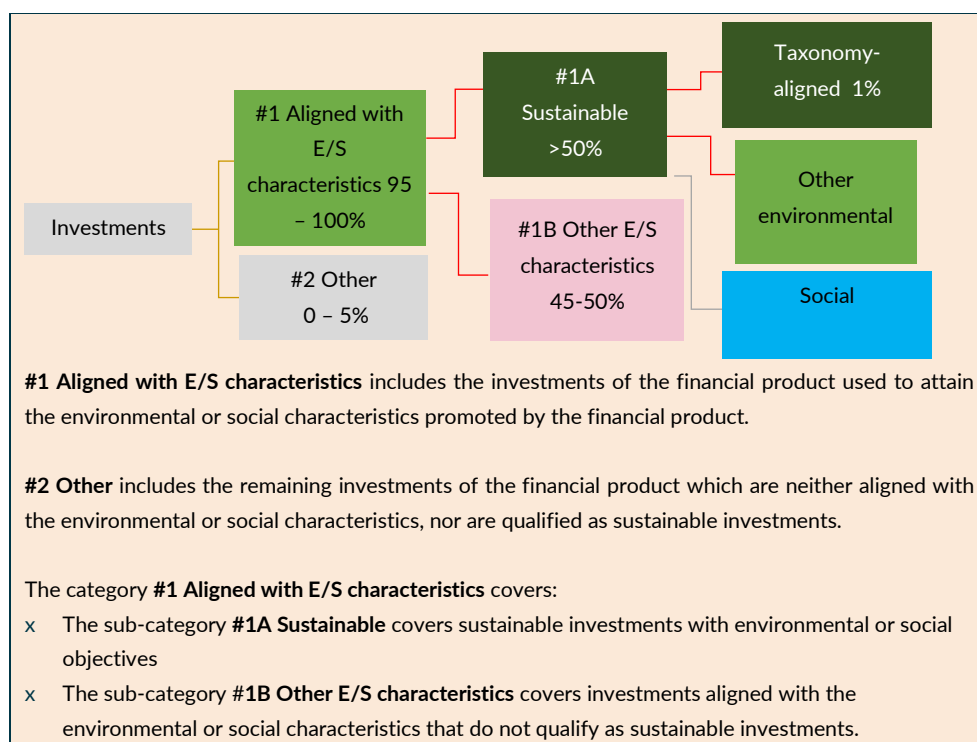 Investments
#1 Aligned with
E/S
characteristics 95
– 100%
#2 Other
0 – 5%
#1A
Sustainable
>50%
#1B Other E/S
characteristics
45-50%
Taxonomy-
aligned 1%
Other
environmental
Social
#1 Aligned with E/S characteristics includes the investments of the financial product used to attain
the environmental or social characteristics promoted by the financial product.
#2 Other includes the remaining investments of the financial product which are neither aligned with
the environmental or social characteristics, nor are qualified as sustainable investments.
The category #1 Aligned with E/S characteristics covers:
x The sub-category #1A Sustainable covers sustainable investments with environmental or social
objectives
x The sub-category #1B Other E/S characteristics covers investments aligned with the
environmental or social characteristics that do not qualify as sustainable investments.